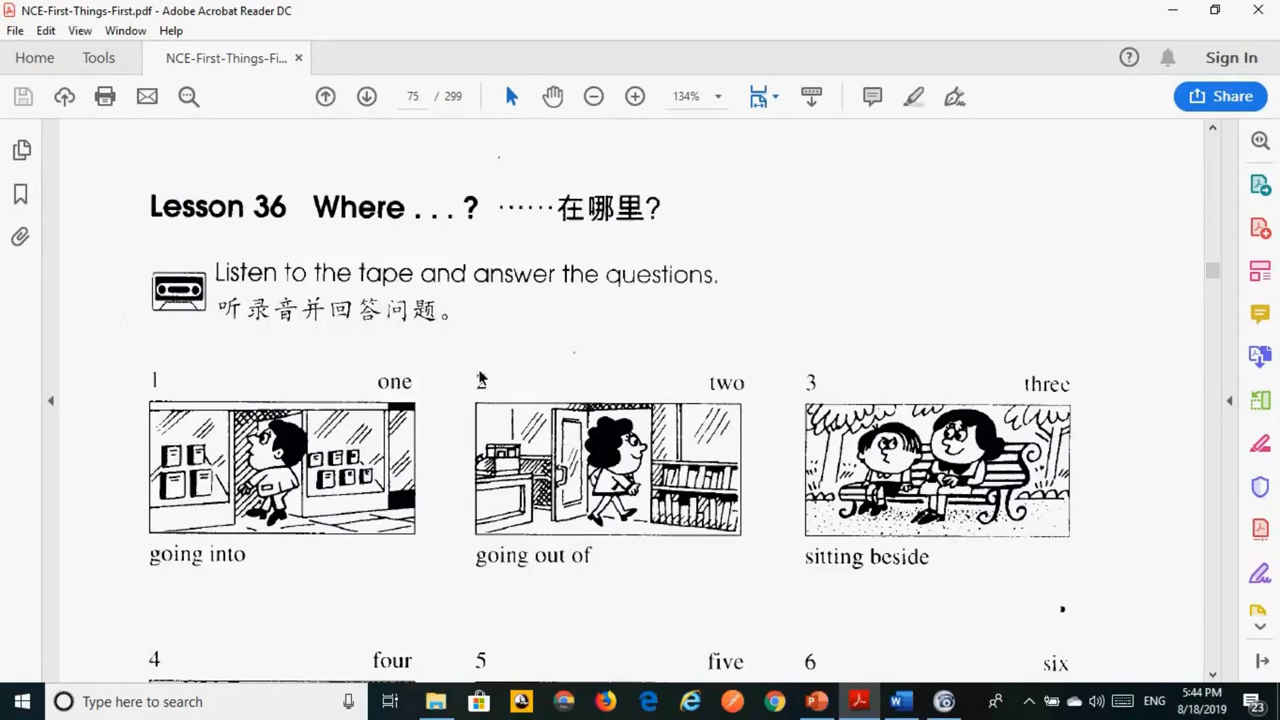 NCE-First-Things-First.pdf - Adobe Acrobat Reader DC
File Edit View Window Help
Home Tools NCE-First-Things-Fi... × Sign In
75 / 299 134% Share
Lesson 36 Where . . . ? ······在哪里?
Listen to the tape and answer the questions.
听录音并回答问题。
1 one 2 two 3 three
going into going out of sitting beside
4 four 5 five 6 six
Type here to search
ENG
5:44 PM
8/18/2019
23